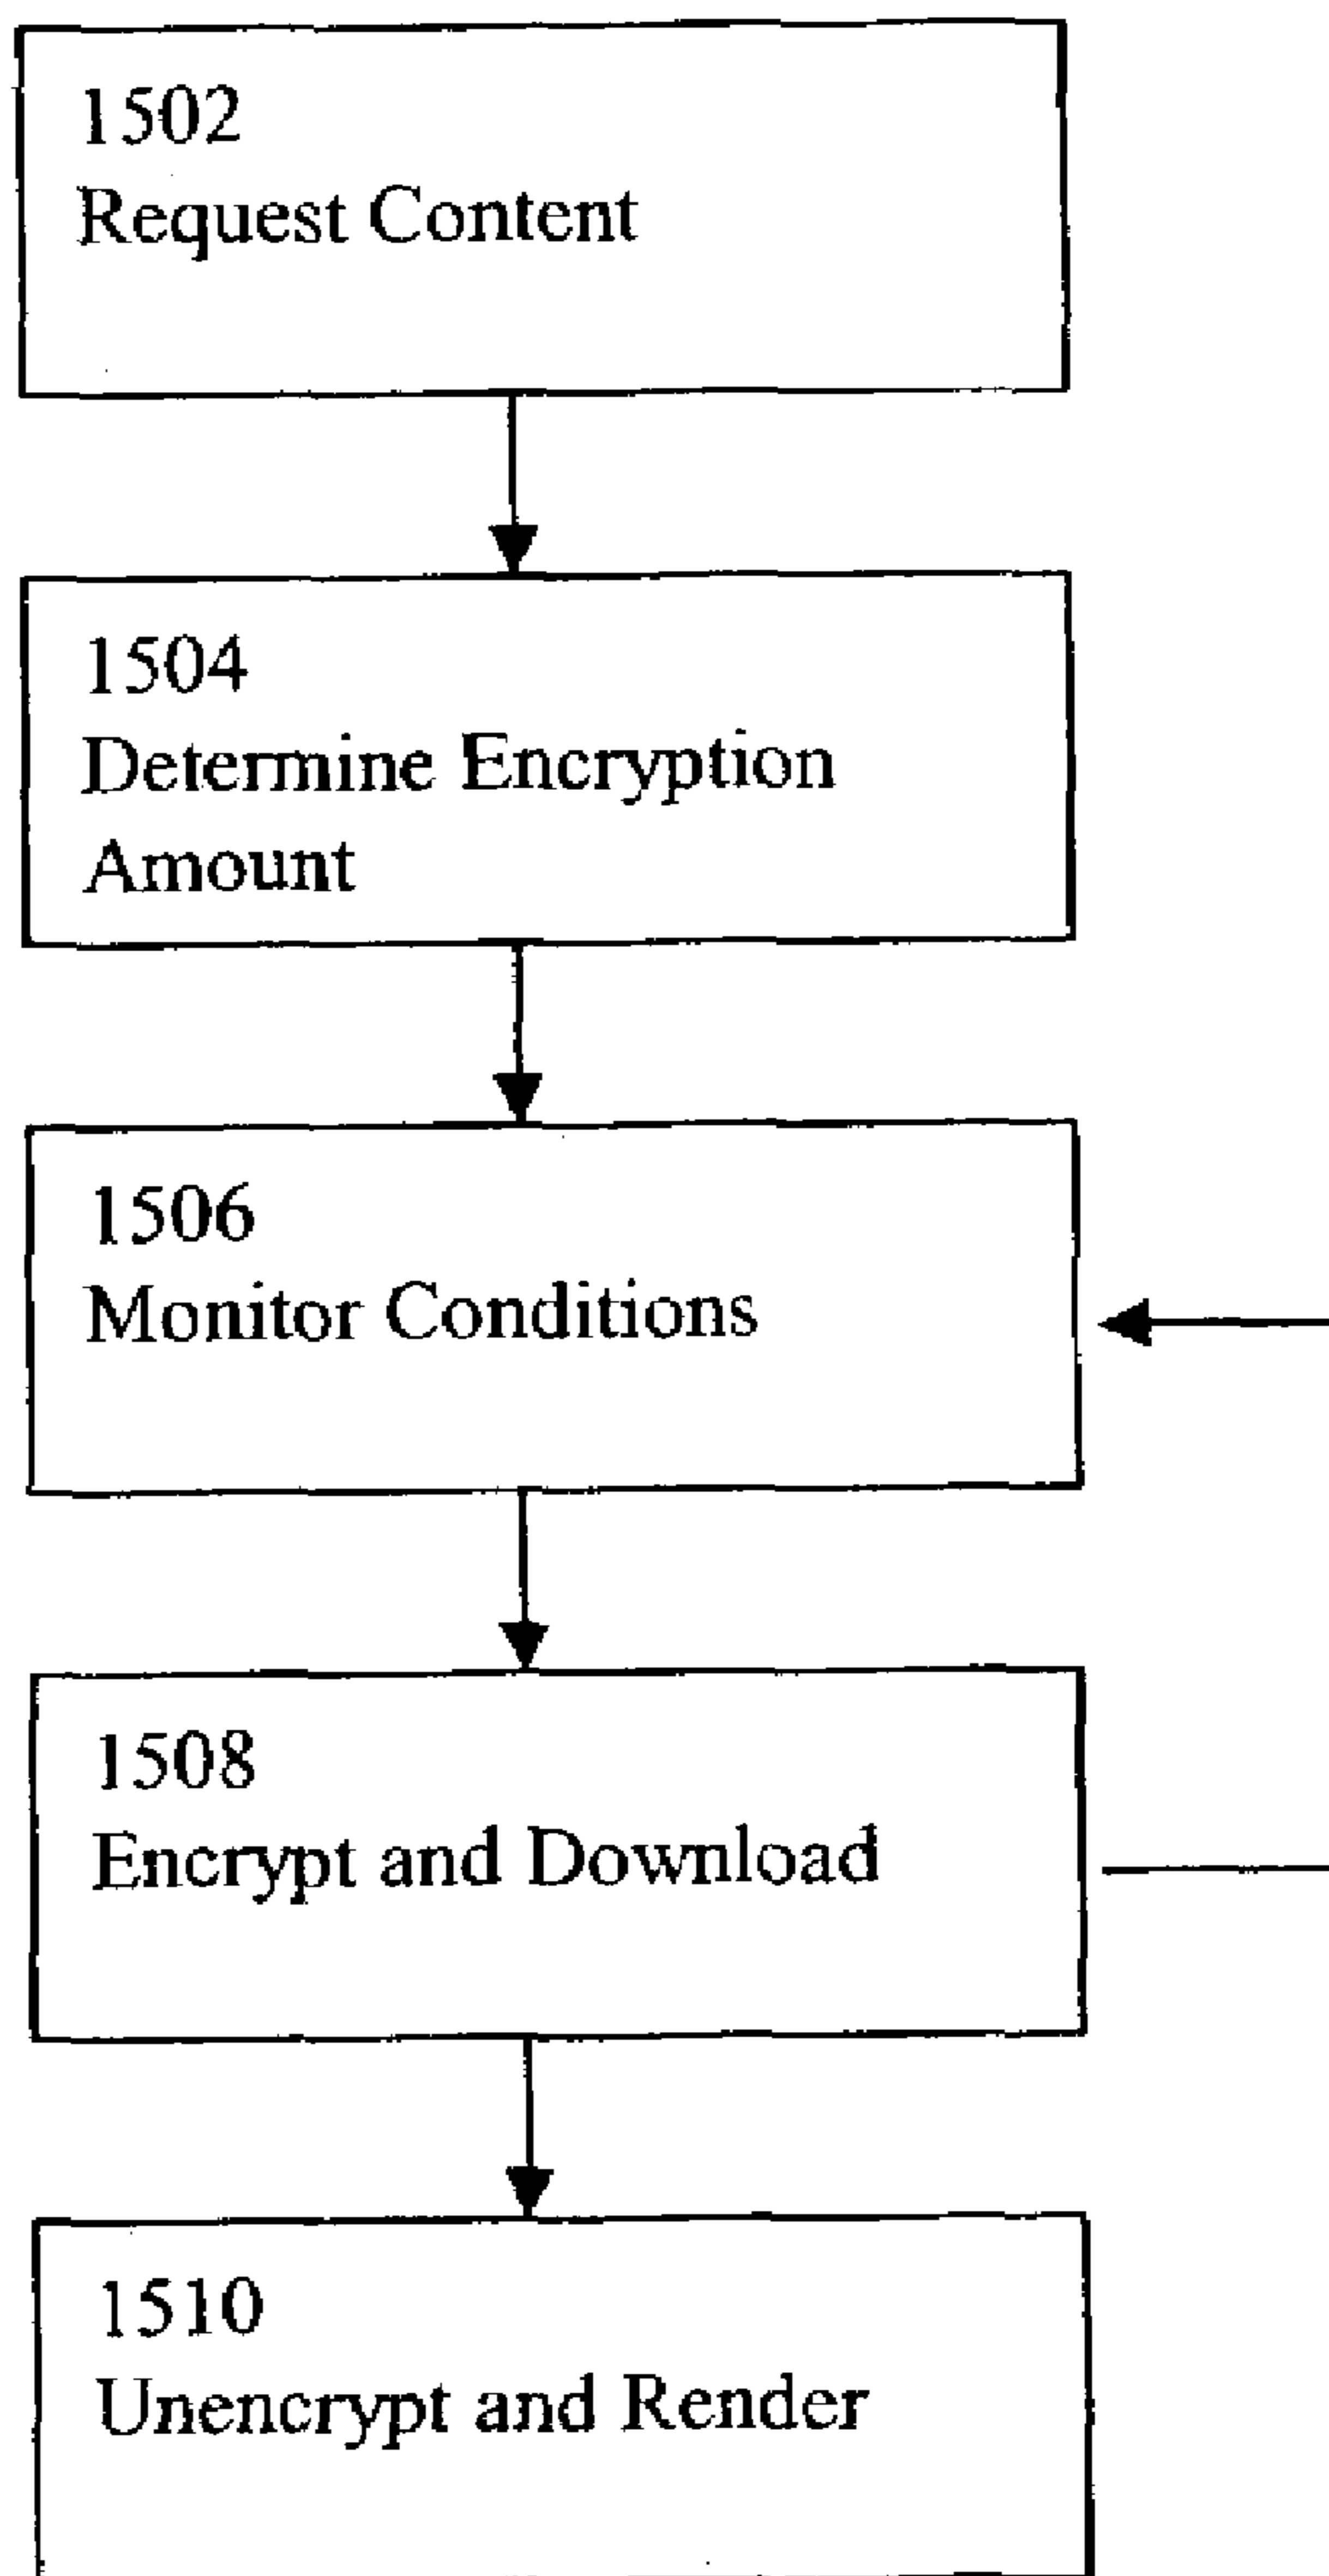 1502
Request Content
1504
Determine Encryption
Amount
1506
Monitor Conditions
1508
Encrypt and Download
1510
Unencrypt and Render